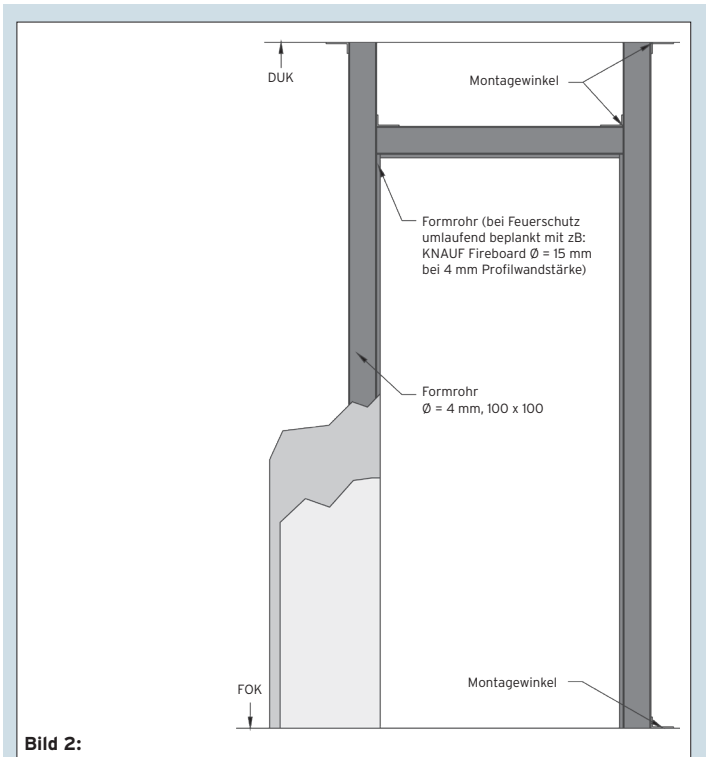 DUK
Montagewinkel
Formrohr (bei Feuerschutz
umlaufend beplankt mit zB:
KNAUF Fireboard Ø = 15 mm
bei 4 mm Profilwandstärke)
Formrohr
Ø = 4 mm, 100 x 100
FOK
Montagewinkel
Bild 2: